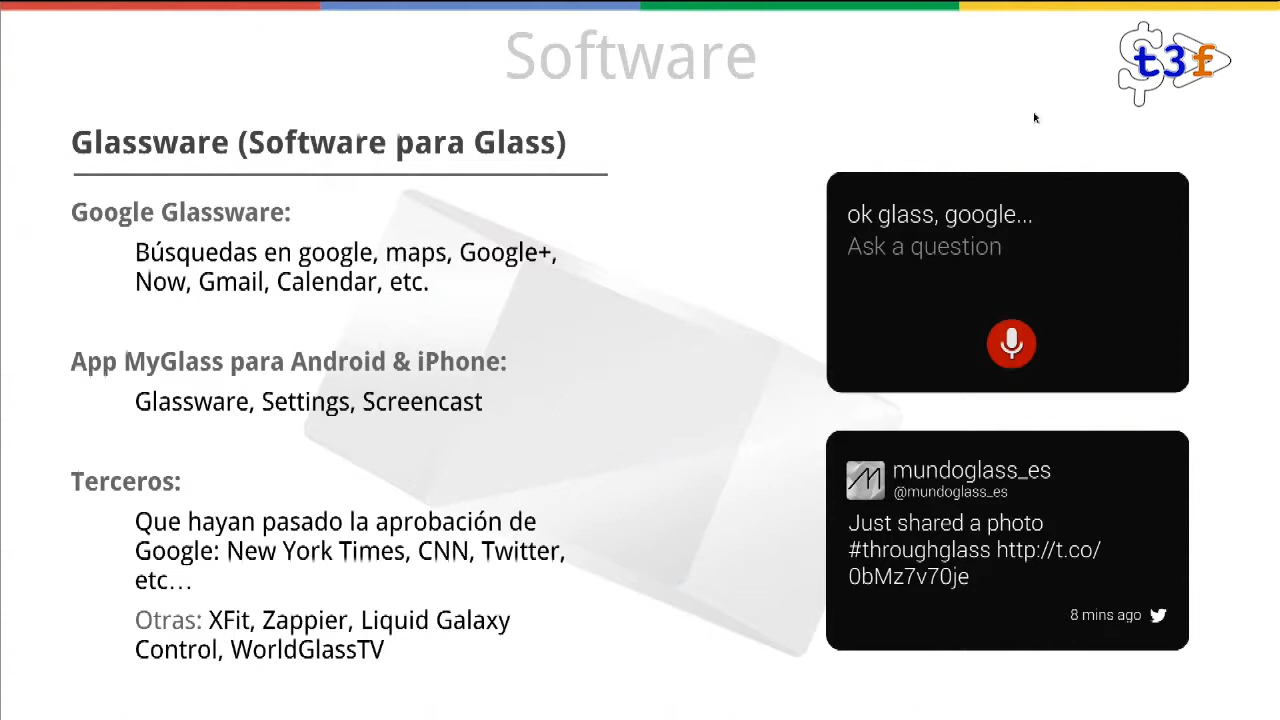 Software
t3f
Glassware (Software para Glass)
Google Glassware:
Búsquedas en google, maps, Google+,
Now, Gmail, Calendar, etc.
App MyGlass para Android & iPhone:
Glassware, Settings, Screencast
Terceros:
Que hayan pasado la aprobación de
Google: New York Times, CNN, Twitter,
etc…
Otras: XFit, Zappier, Liquid Galaxy
Control, WorldGlassTV
ok glass, google...
Ask a question
mundoglass_es
@mundoglass_es
Just shared a photo
#throughglass http://t.co/
0bMz7v70je
8 mins ago